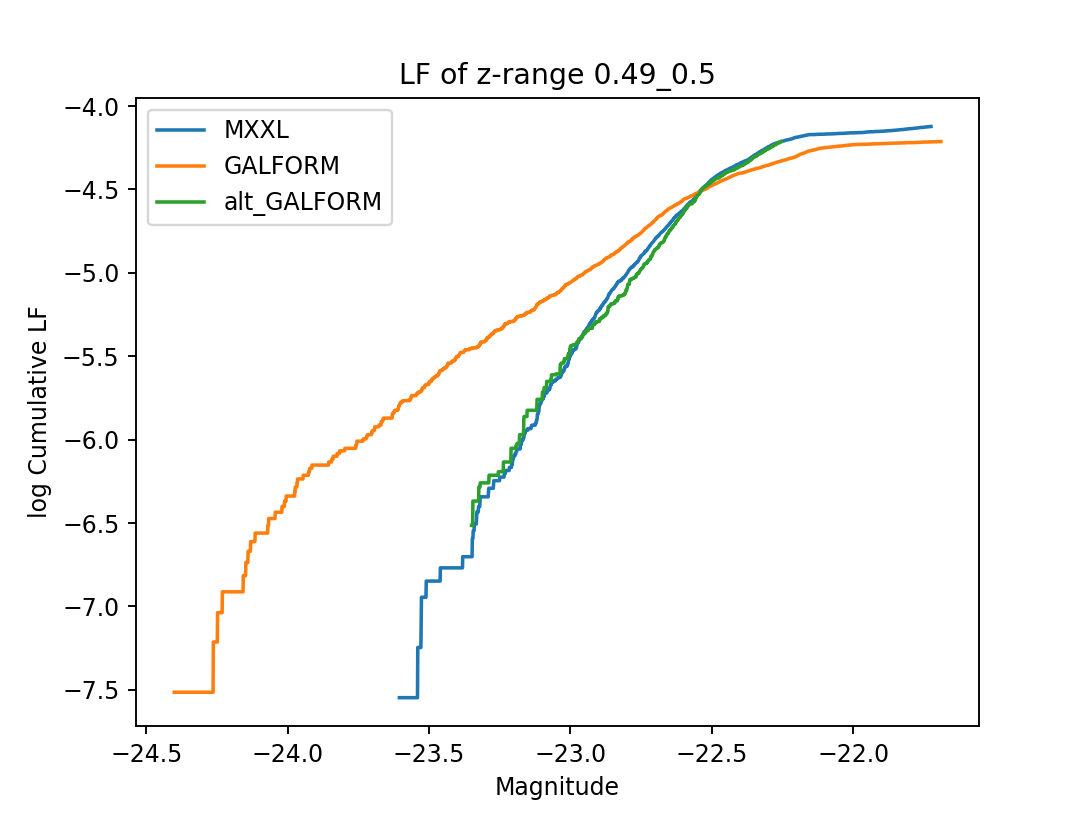 LF of z-range 0.49_0.5
MXXL
GALFORM
alt_GALFORM
log Cumulative LF
−4.0
−4.5
−5.0
−5.5
−6.0
−6.5
−7.0
−7.5
−24.5 −24.0 −23.5 −23.0 −22.5 −22.0
Magnitude